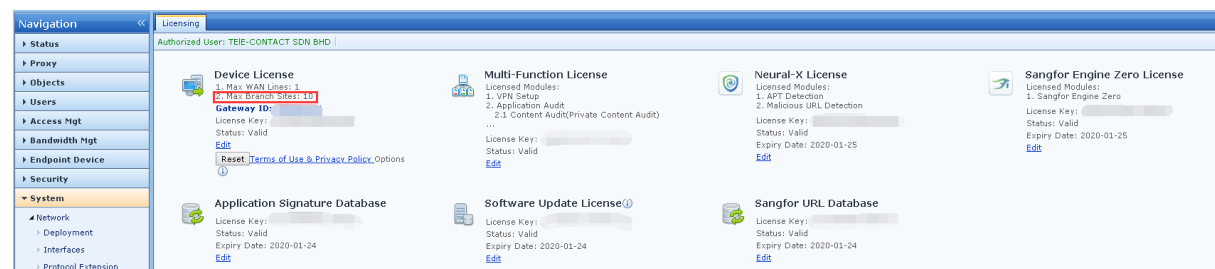 Navigation
Status
Proxy
Objects
Users
Access Mgt
Bandwidth Mgt
Endpoint Device
Security
System
Network
Deployment
Interfaces
Protocol Extension
Licensing
Authorized User: TElE-CONTACT SDN BHD
Device License
1. Max WAN Lines: 1
2. Max Branch Sites: 10
Gateway ID:
License Key:
Status: Valid
Edit
Reset Terms of Use & Privacy Policy Options
Multi-Function License
Licensed Modules:
1. VPN Setup
2. Application Audit
2.1 Content Audit(Private Content Audit)
...
License Key:
Status: Valid
Edit
Neural-X License
Licensed Modules:
1. APT Detection
2. Malicious URL Detection
License Key:
Status: Valid
Expiry Date: 2020-01-25
Edit
Sangfor Engine Zero License
Licensed Modules:
1. Sangfor Engine Zero
License Key:
Status: Valid
Expiry Date: 2020-01-25
Edit
Application Signature Database
License Key:
Status: Valid
Expiry Date: 2020-01-24
Edit
Software Update License
License Key:
Status: Valid
Expiry Date: 2020-01-24
Edit
Sangfor URL Database
License Key:
Status: Valid
Expiry Date: 2020-01-24
Edit